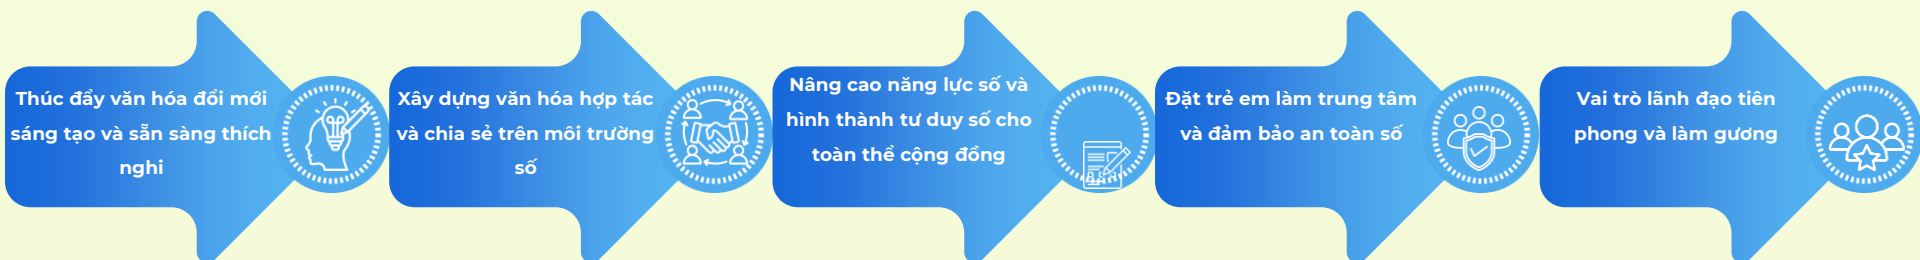 Thúc đẩy văn hóa đổi mới
sáng tạo và sẵn sàng thích
nghi
Xây dựng văn hóa hợp tác
và chia sẻ trên môi trường
số
Nâng cao năng lực số và
hình thành tư duy số cho
toàn thể cộng đồng
Đặt trẻ em làm trung tâm
và đảm bảo an toàn số
Vai trò lãnh đạo tiên
phong và làm gương